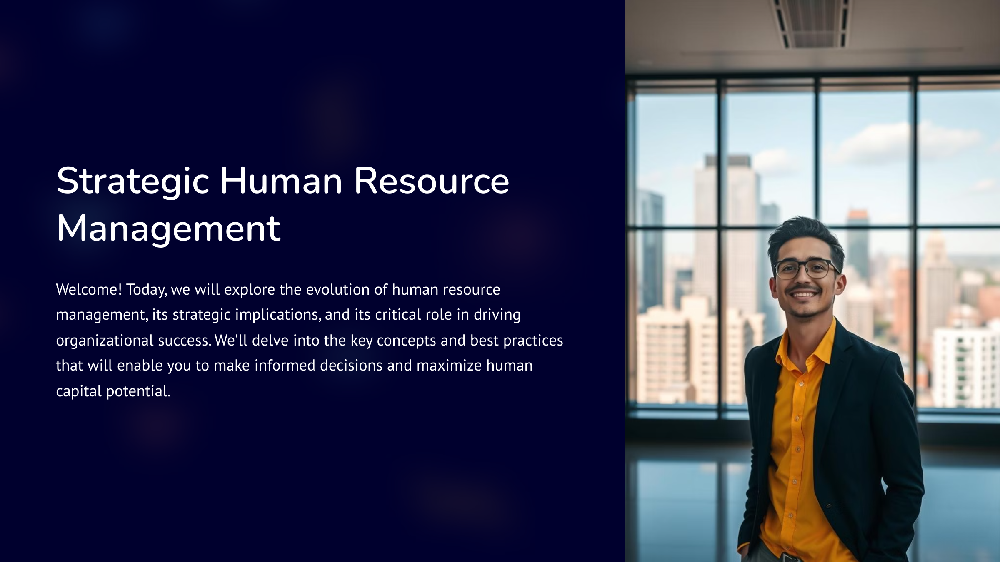 Strategic Human Resource
Management
Welcome! Today, we will explore the evolution of human resource
management, its strategic implications, and its critical role in driving
organizational success. We'll delve into the key concepts and best practices
that will enable you to make informed decisions and maximize human
capital potential.